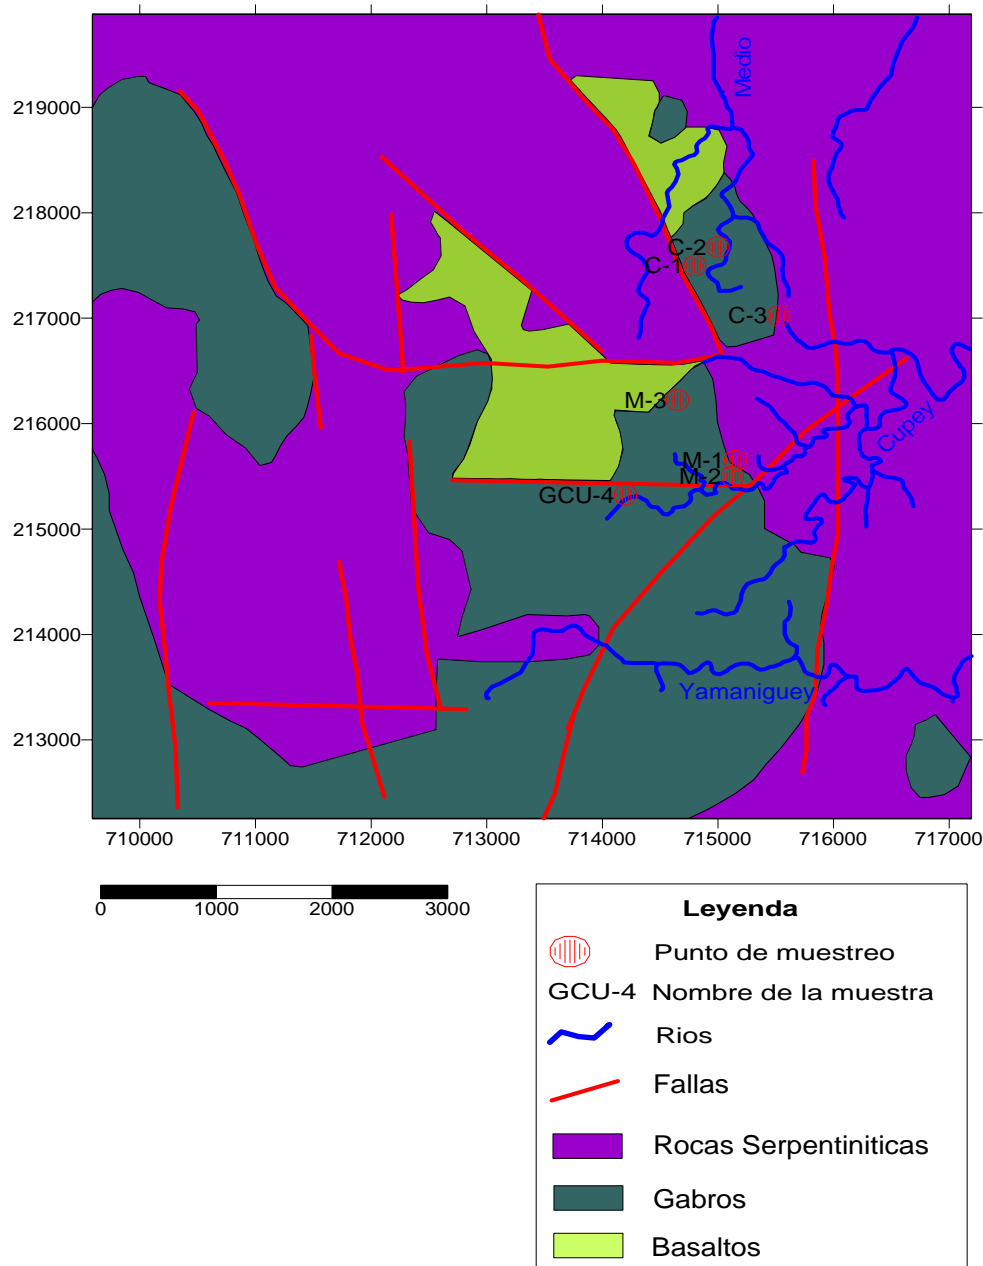 Medio
219000
218000
C-2
C-1
217000
C-3
M-3
216000
Cupey
M-1
M-2
GCU-4
215000
214000
Yamaniguey
213000
710000 711000 712000 713000 714000 715000 716000 717000
0 1000 2000 3000
Leyenda
Punto de muestreo
GCU-4 Nombre de la muestra
Rios
Fallas
Rocas Serpentiniticas
Gabros
Basaltos